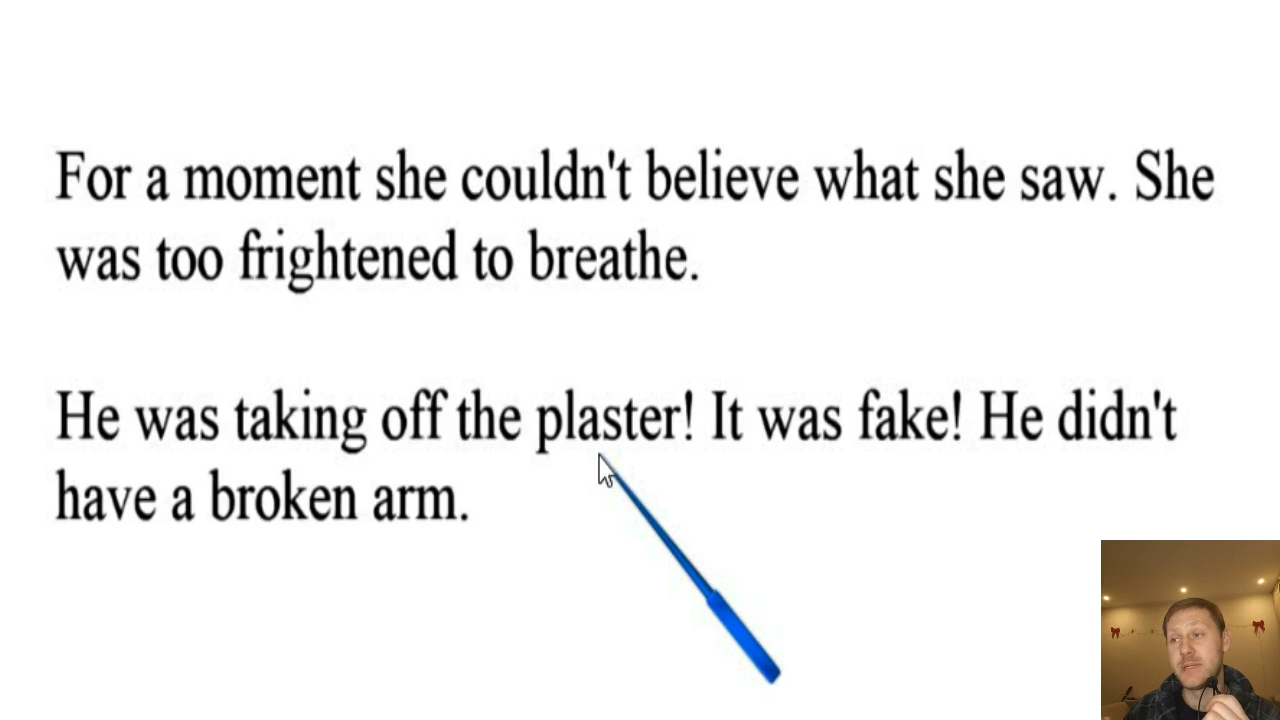 For a moment she couldn't believe what she saw. She
was too frightened to breathe.
He was taking off the plaster! It was fake! He didn't
have a broken arm.